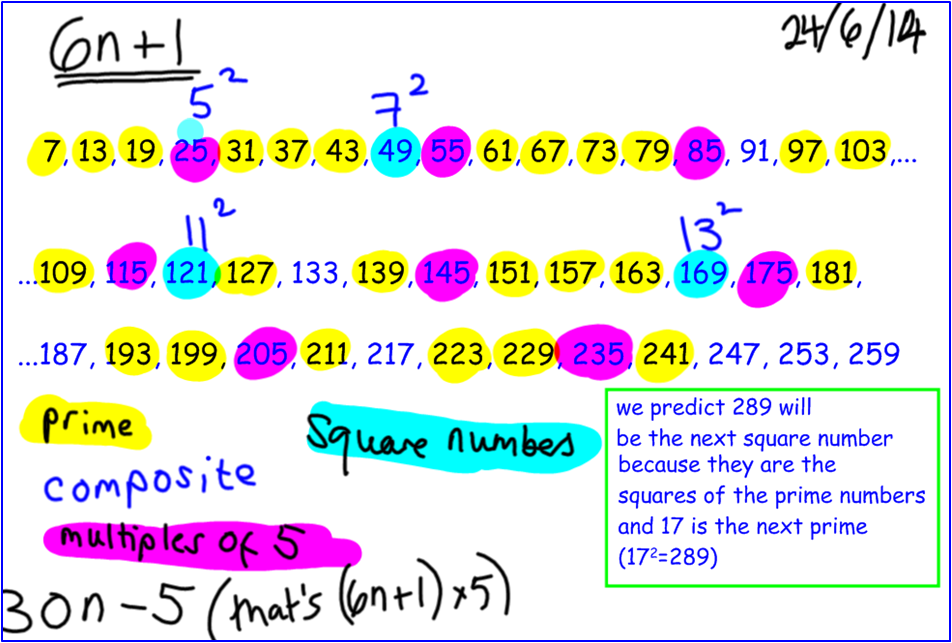 6n+1
24/6/14
5²
7²
7, 13, 19, 25, 31, 37, 43, 49, 55, 61, 67, 73, 79, 85, 91, 97, 103,...
11²
13²
...109, 115, 121, 127, 133, 139, 145, 151, 157, 163, 169, 175, 181,
...187, 193, 199, 205, 211, 217, 223, 229, 235, 241, 247, 253, 259
prime
square numbes
composite
multiples of 5
30n - 5 (that's (6n+1)×5)
we predict 289 will
be the next square number
because they are the
squares of the prime numbers
and 17 is the next prime
(17²=289)